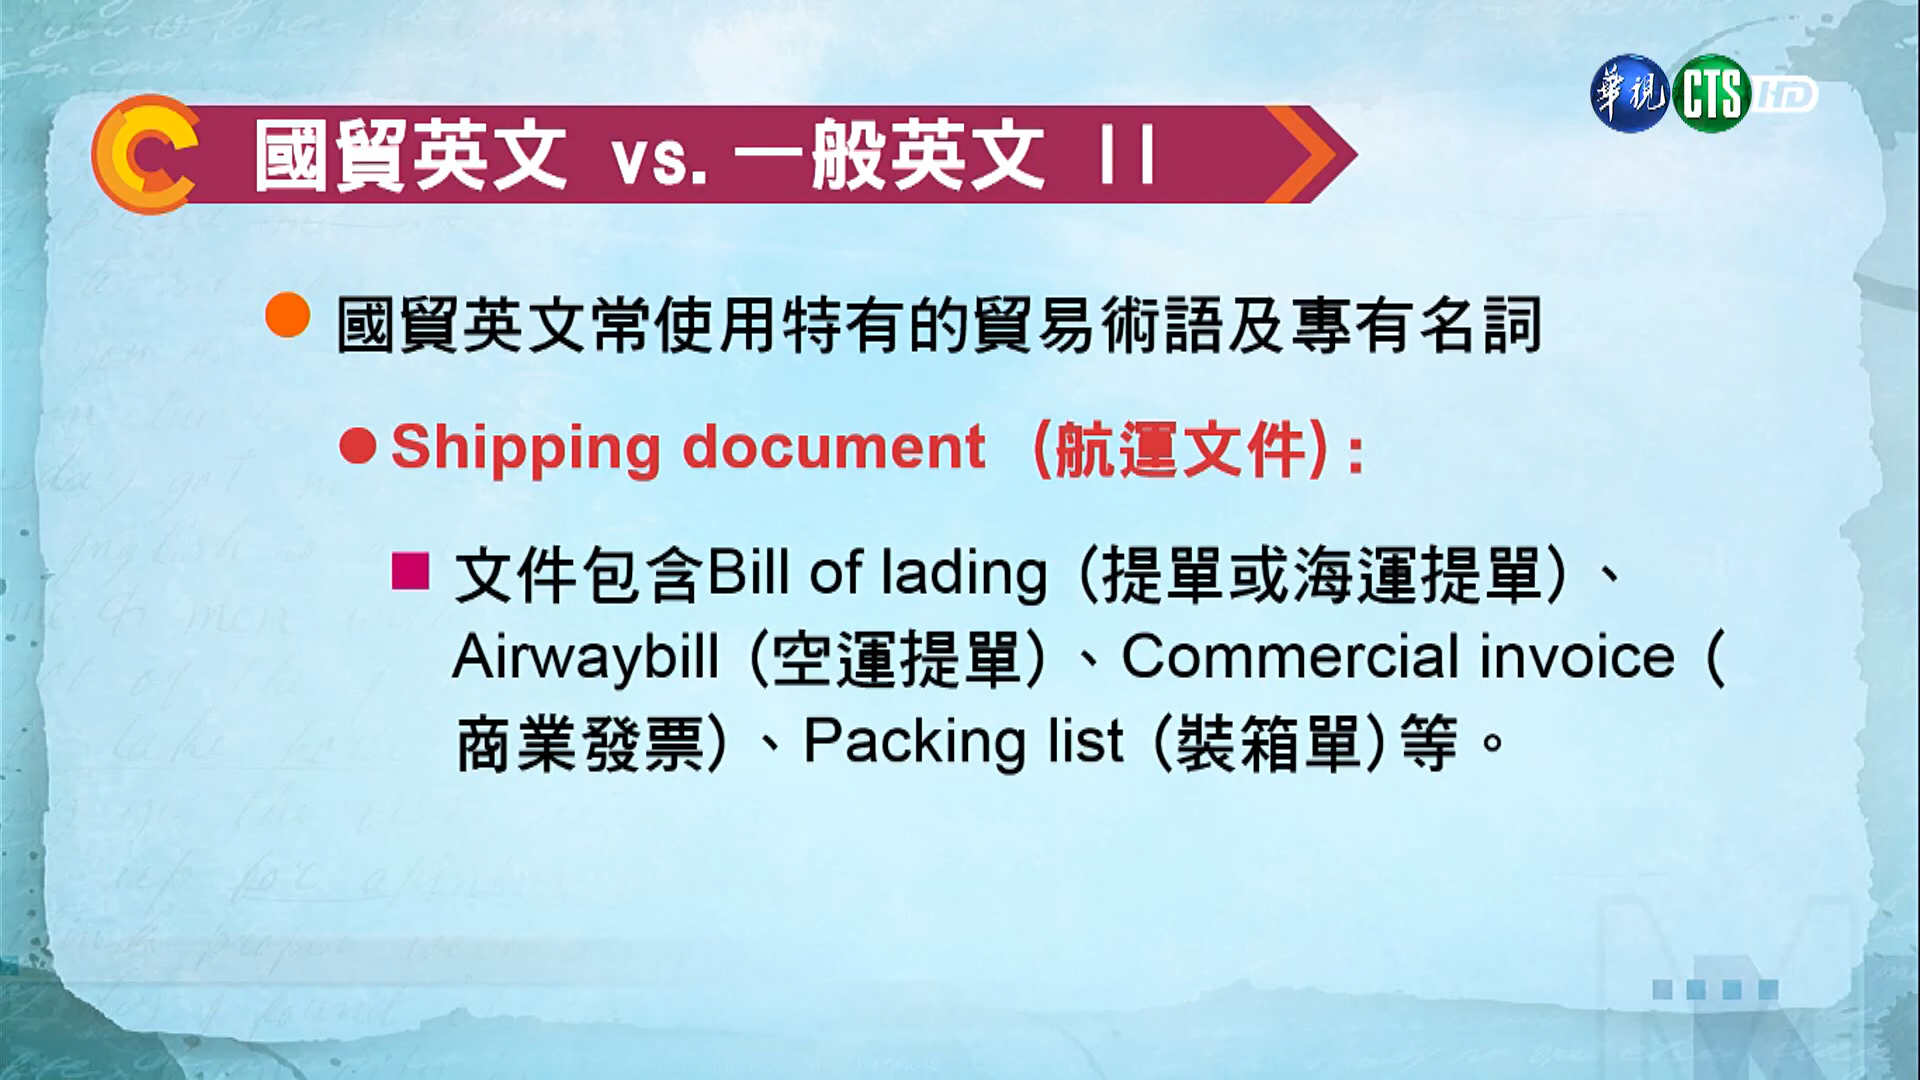 華視 CTS HD
國貿英文 vs. 一般英文 II
國貿英文常使用特有的貿易術語及專有名詞
Shipping document (航運文件):
文件包含Bill of lading (提單或海運提單)、
Airwaybill (空運提單)、Commercial invoice (
商業發票)、Packing list (裝箱單)等。